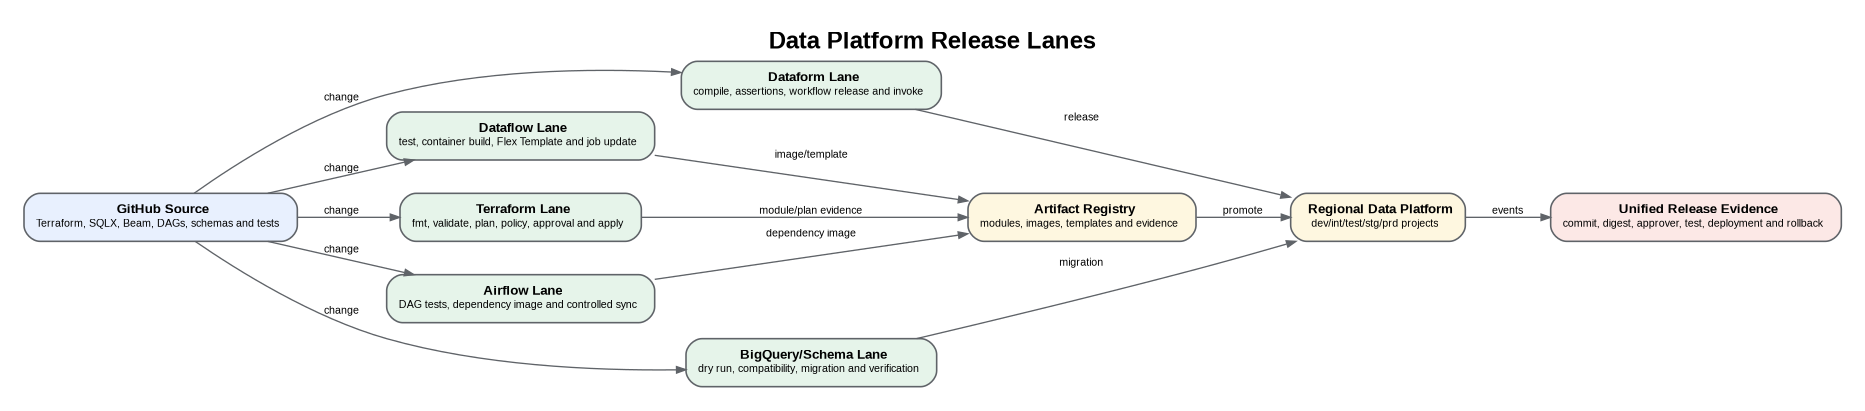 Data Platform Release Lanes
Dataform Lane
compile, assertions, workflow release and invoke
change
release
Dataflow Lane
test, container build, Flex Template and job update
image/template
change
GitHub Source
Terraform, SQLX, Beam, DAGs, schemas and tests
change
Terraform Lane
fmt, validate, plan, policy, approval and apply
module/plan evidence
Artifact Registry
modules, images, templates and evidence
promote
Regional Data Platform
dev/int/test/stg/prd projects
events
Unified Release Evidence
commit, digest, approver, test, deployment and rollback
dependency image
change
migration
Airflow Lane
DAG tests, dependency image and controlled sync
change
BigQuery/Schema Lane
dry run, compatibility, migration and verification